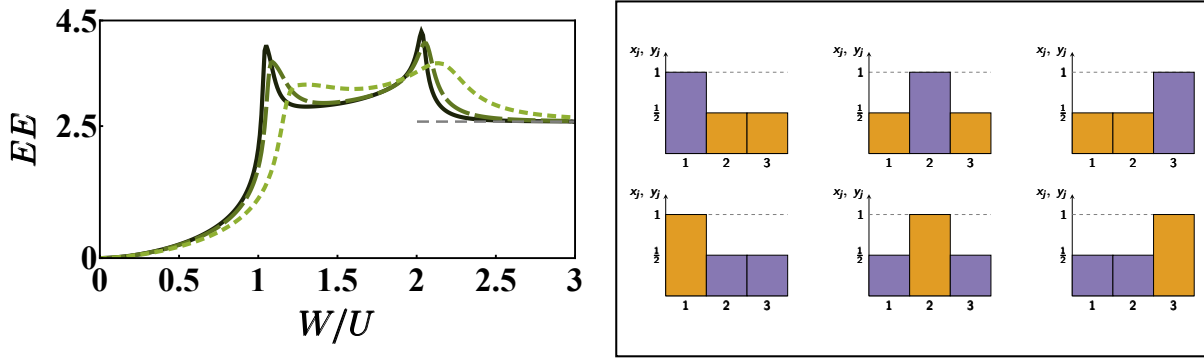 4.5
2.5
0
EE
0 0.5 1 1.5 2 2.5 3
W/U
x_j, y_j x_j, y_j x_j, y_j
1 1 1
1/2 1/2 1/2
1 2 3 1 2 3 1 2 3
x_j, y_j x_j, y_j x_j, y_j
1 1 1
1/2 1/2 1/2
1 2 3 1 2 3 1 2 3